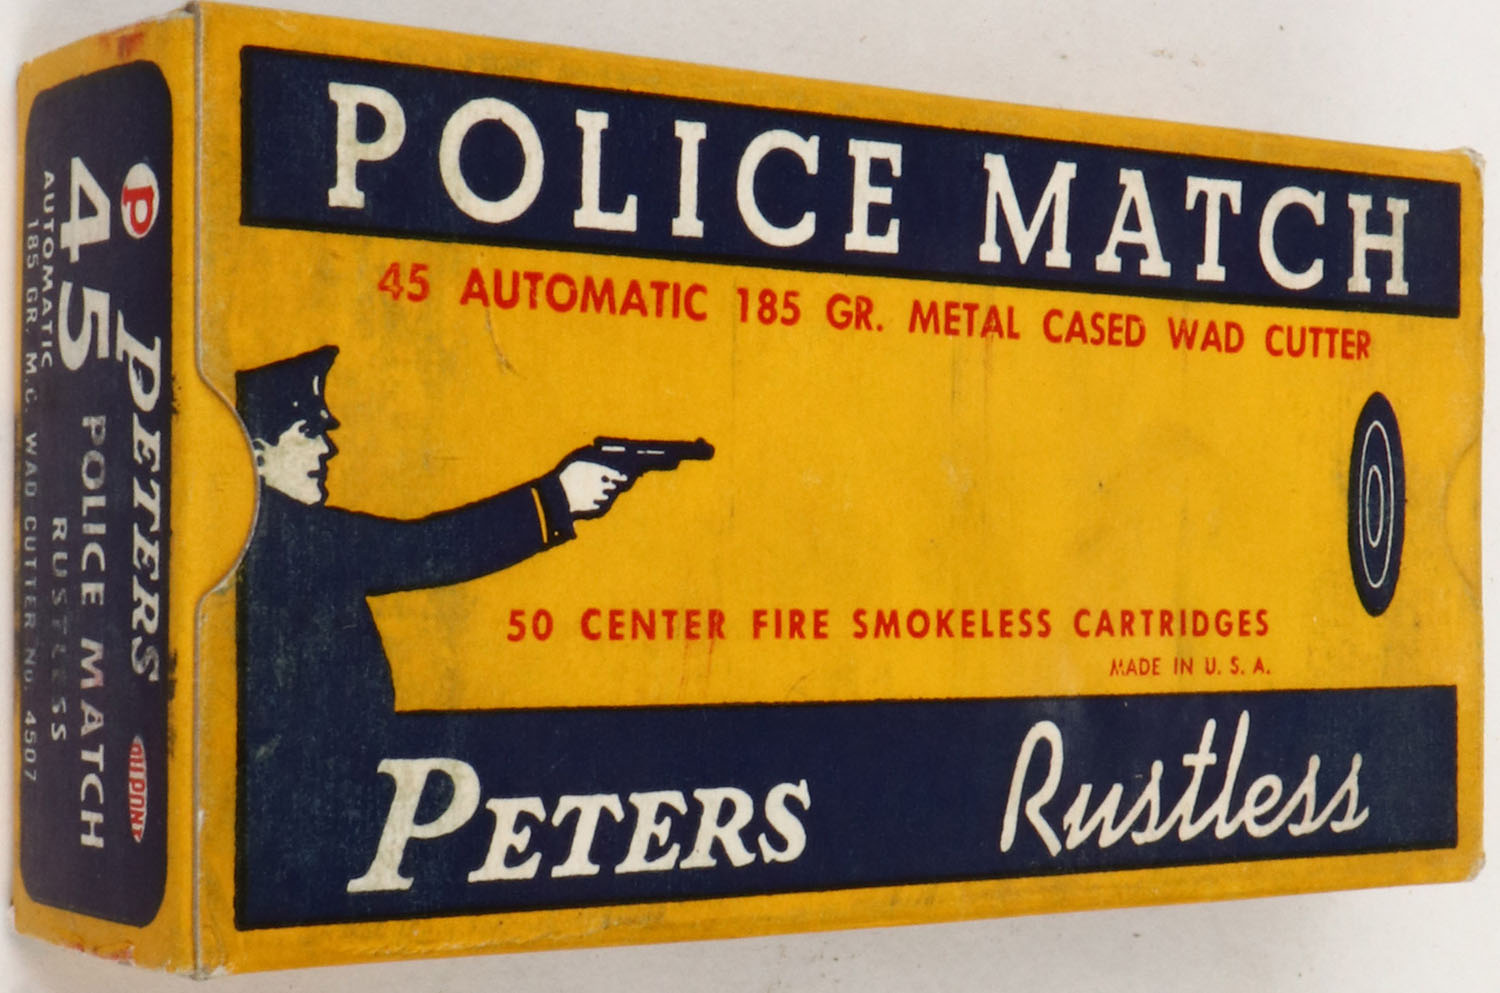 POLICE MATCH
45 AUTOMATIC 185 GR. METAL CASED WAD CUTTER
50 CENTER FIRE SMOKELESS CARTRIDGES
MADE IN U. S. A.
PETERS
Rustless
P PETERS
45 POLICE MATCH
AUTOMATIC RUSTLESS
185 GR. M.C. WAD CUTTER NO. 4507
DUPONT